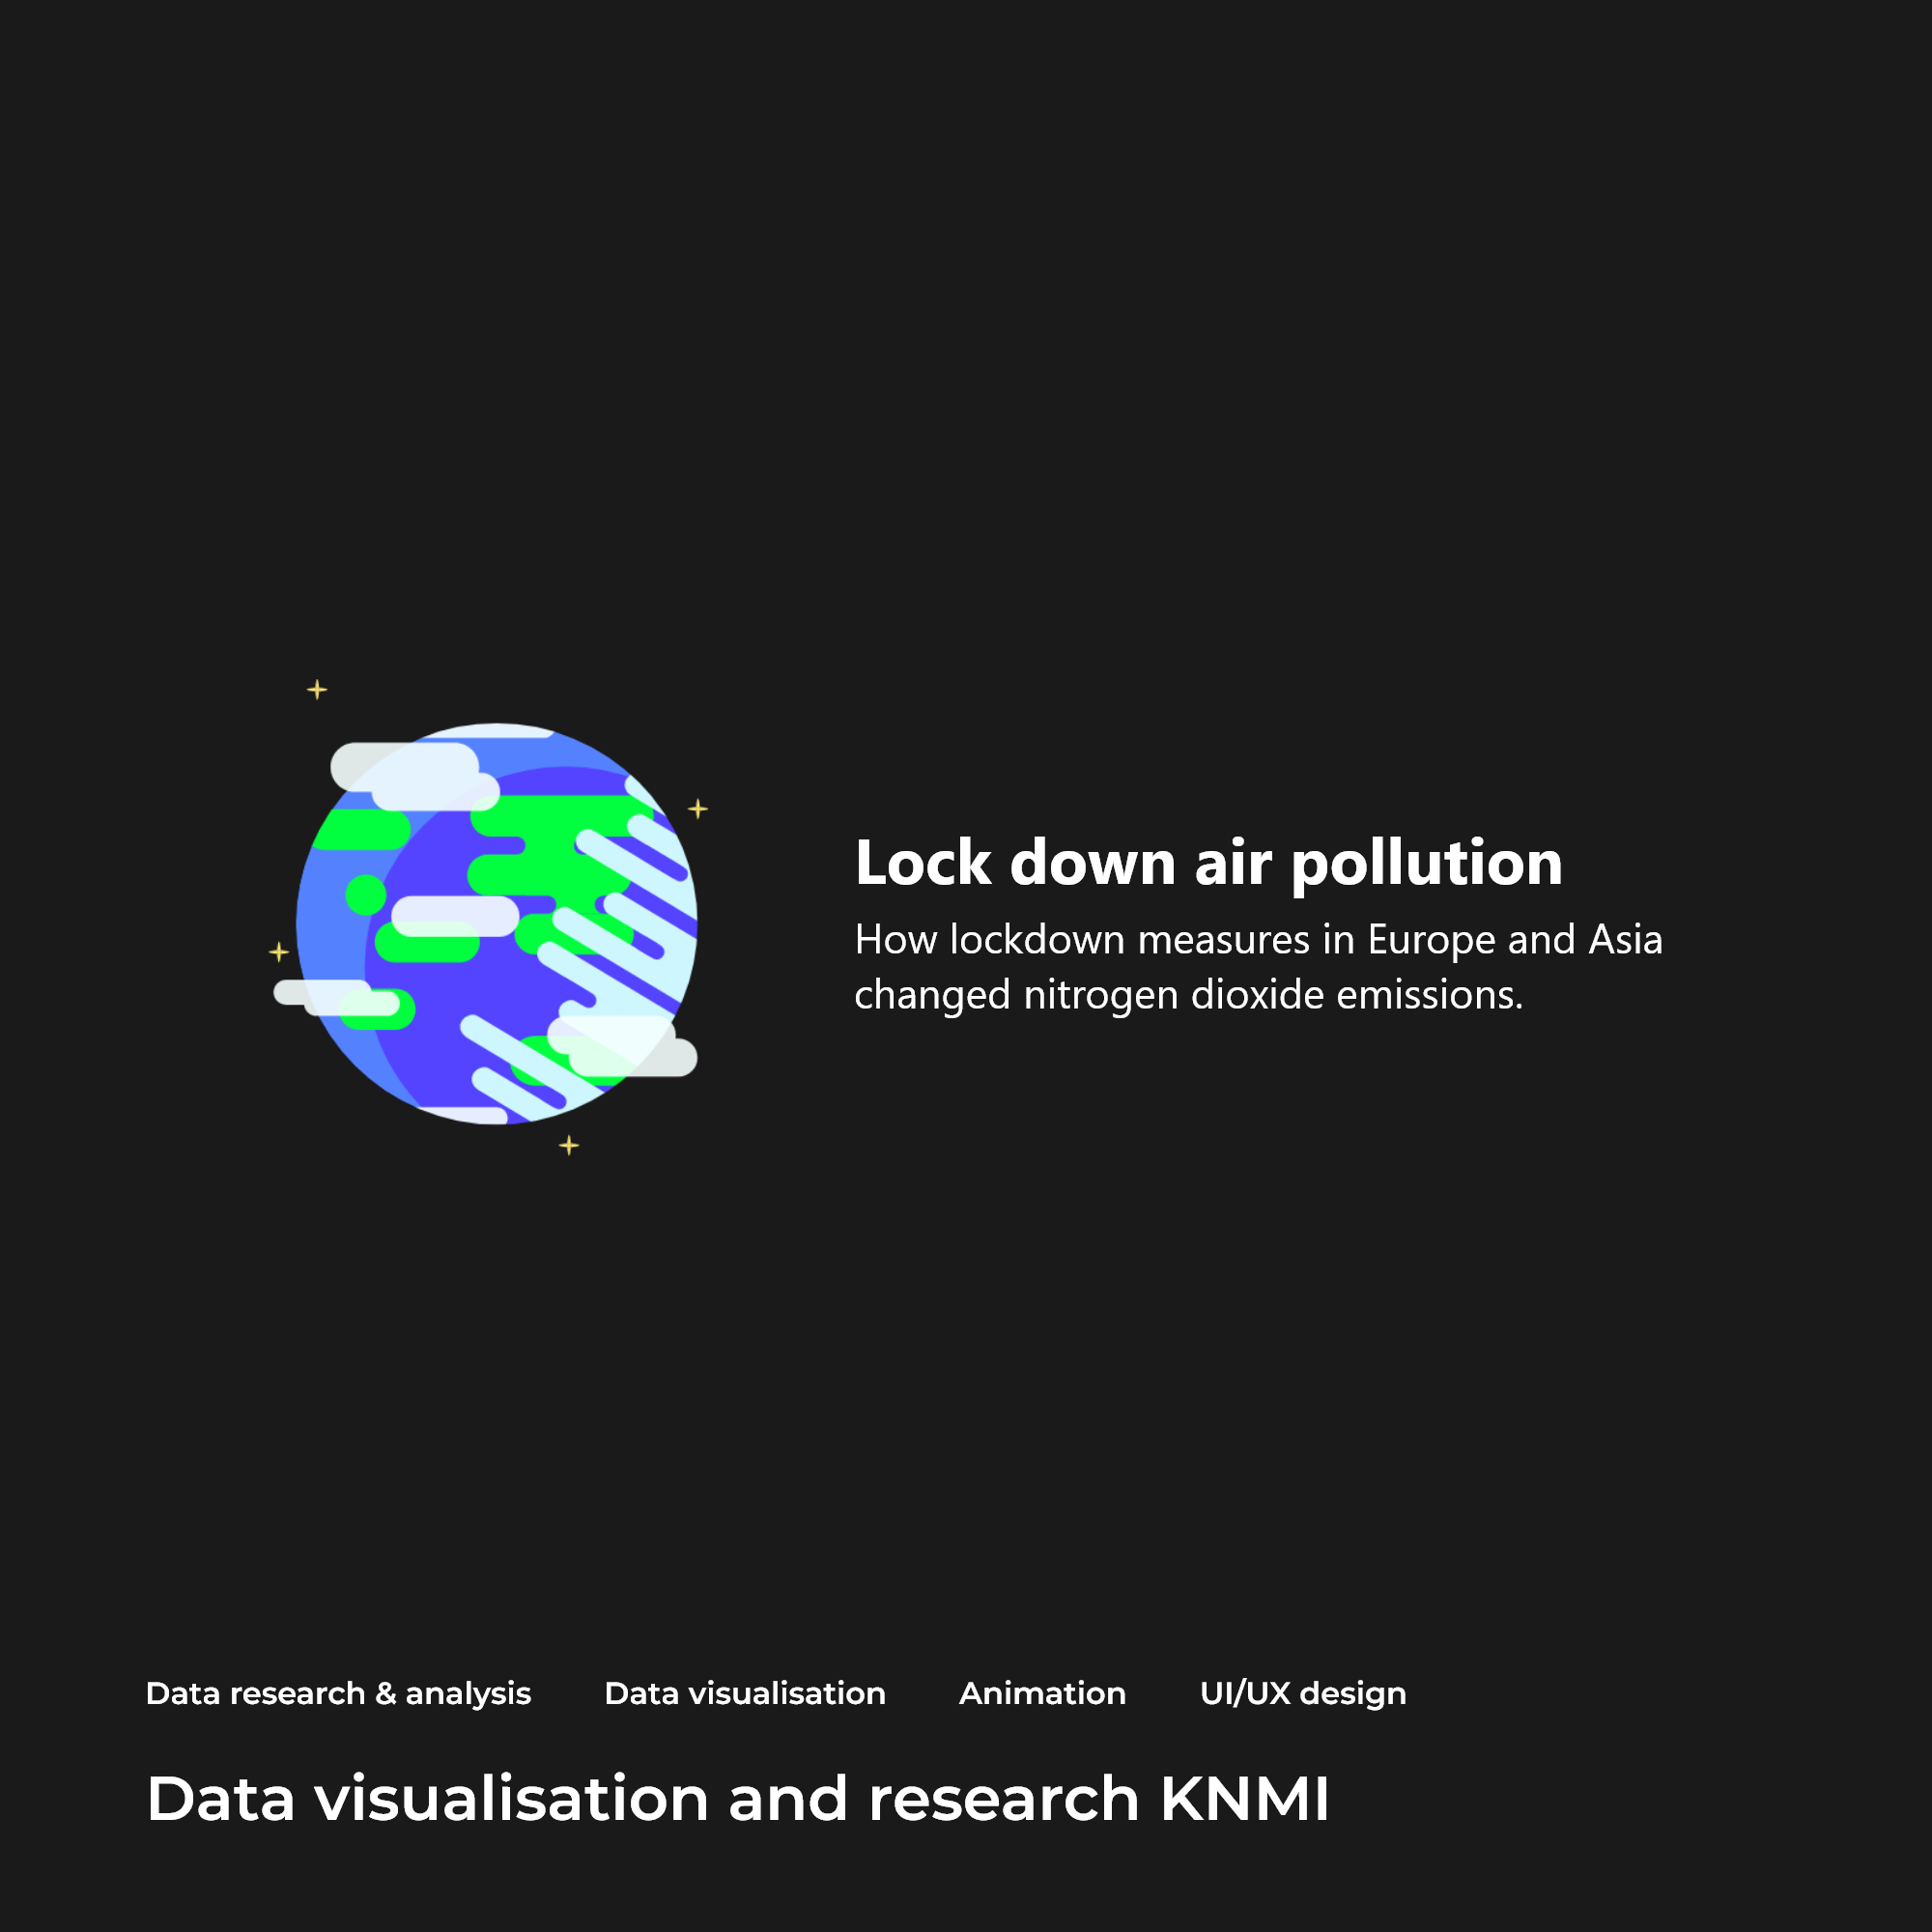 Lock down air pollution
How lockdown measures in Europe and Asia
changed nitrogen dioxide emissions.
Data research & analysis Data visualisation Animation UI/UX design
Data visualisation and research KNMI